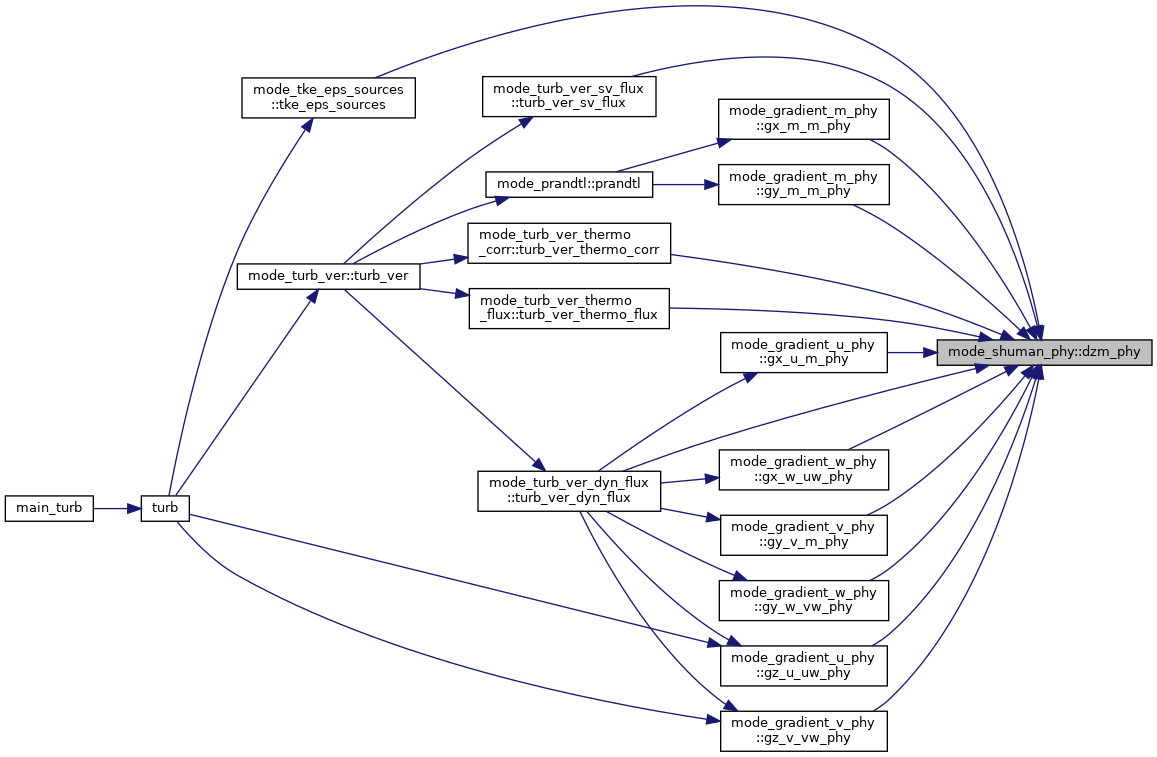 mode_tke_eps_sources
::tke_eps_sources
mode_turb_ver_sv_flux
::turb_ver_sv_flux
mode_gradient_m_phy
::gx_m_m_phy
mode_prandtl::prandtl
mode_gradient_m_phy
::gy_m_m_phy
mode_turb_ver_thermo
_corr::turb_ver_thermo_corr
mode_turb_ver::turb_ver
mode_turb_ver_thermo
_flux::turb_ver_thermo_flux
mode_gradient_u_phy
::gx_u_m_phy
mode_shuman_phy::dzm_phy
mode_gradient_w_phy
::gx_w_uw_phy
mode_turb_ver_dyn_flux
::turb_ver_dyn_flux
main_turb
turb
mode_gradient_v_phy
::gy_v_m_phy
mode_gradient_w_phy
::gy_w_vw_phy
mode_gradient_u_phy
::gz_u_uw_phy
mode_gradient_v_phy
::gz_v_vw_phy